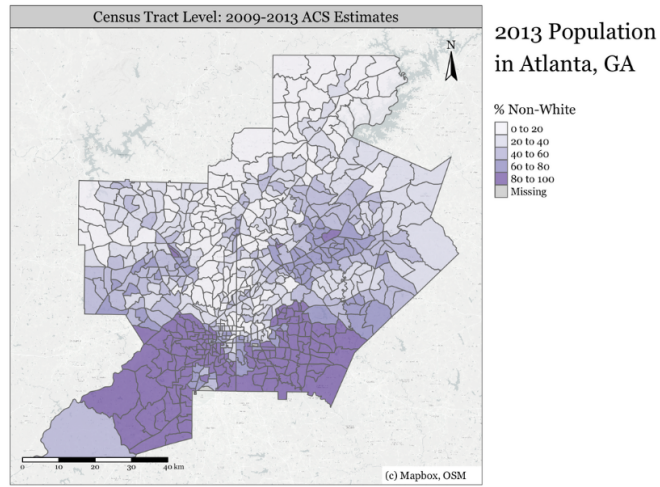 Census Tract Level: 2009-2013 ACS Estimates
2013 Population
in Atlanta, GA
N
% Non-White
0 to 20
20 to 40
40 to 60
60 to 80
80 to 100
Missing
0 10 20 30 40 km
(c) Mapbox, OSM